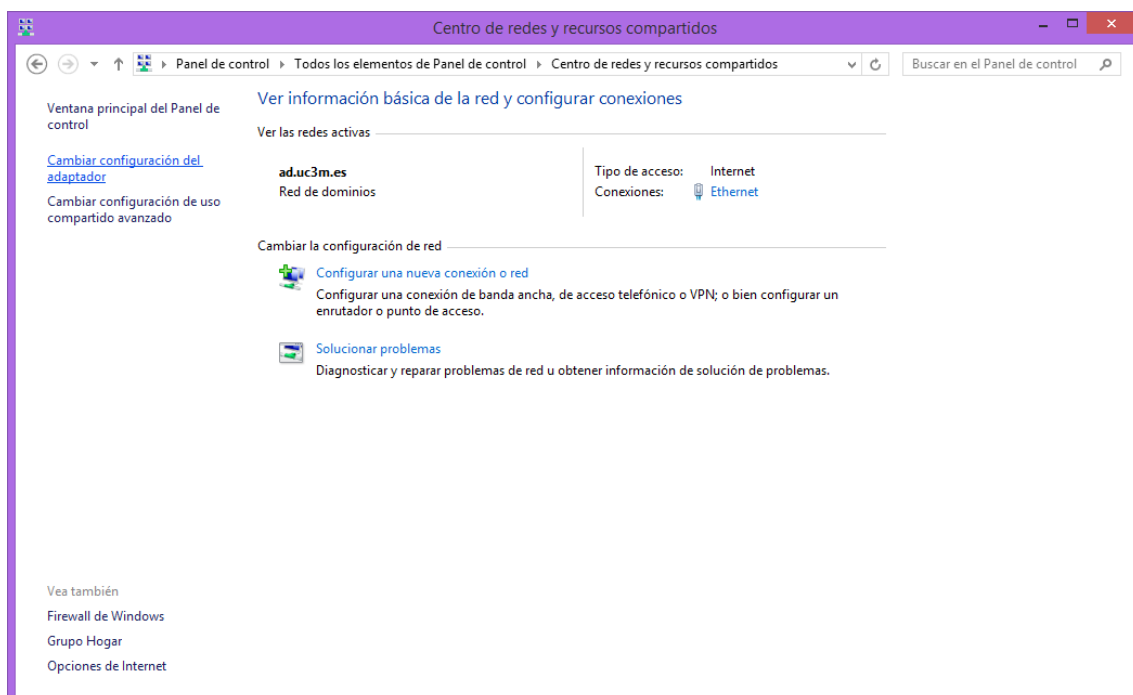 Centro de redes y recursos compartidos
Panel de control Todos los elementos de Panel de control Centro de redes y recursos compartidos
Buscar en el Panel de control
Ventana principal del Panel de
control
Cambiar configuración del
adaptador
Cambiar configuración de uso
compartido avanzado
Ver información básica de la red y configurar conexiones
Ver las redes activas
ad.uc3m.es
Red de dominios
Tipo de acceso: Internet
Conexiones: Ethernet
Cambiar la configuración de red
Configurar una nueva conexión o red
Configurar una conexión de banda ancha, de acceso telefónico o VPN; o bien configurar un
enrutador o punto de acceso.
Solucionar problemas
Diagnosticar y reparar problemas de red u obtener información de solución de problemas.
Vea también
Firewall de Windows
Grupo Hogar
Opciones de Internet